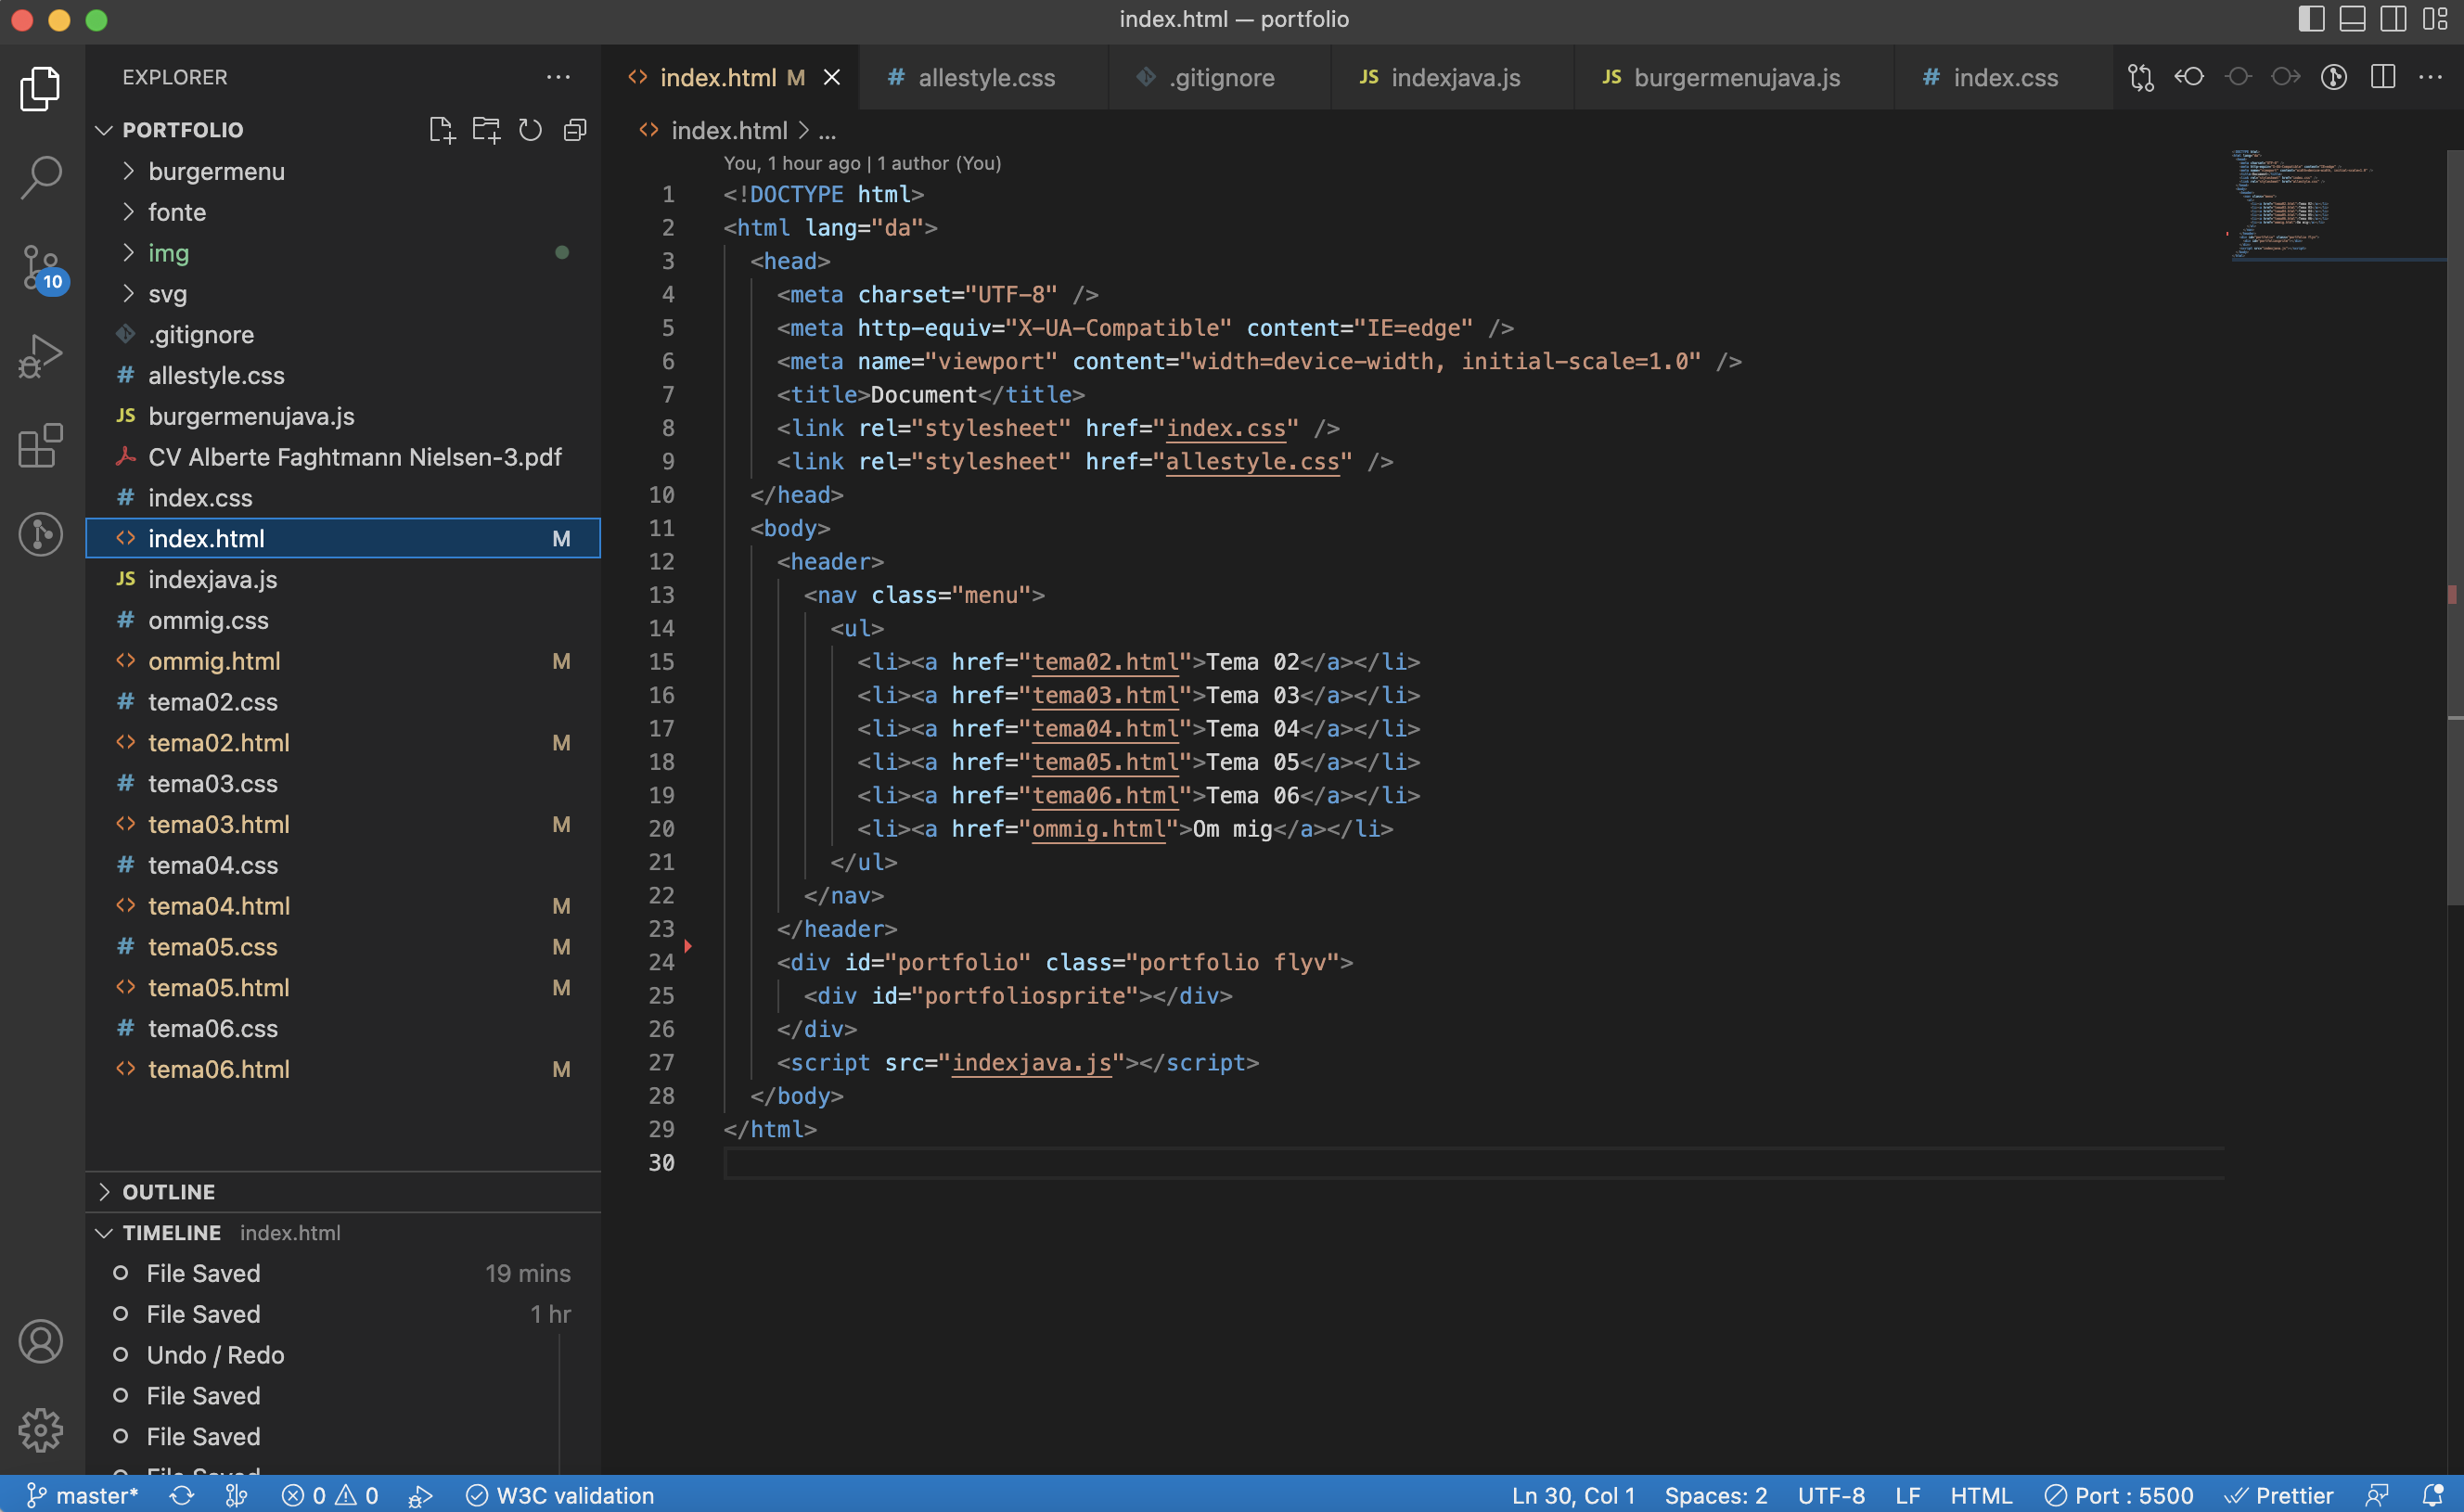 index.html — portfolio
EXPLORER
PORTFOLIO
burgermenu
fonte
img
svg
.gitignore
# allestyle.css
JS burgermenujava.js
CV Alberte Faghtmann Nielsen-3.pdf
# index.css
<> index.html M
JS indexjava.js
# ommig.css
<> ommig.html M
# tema02.css
<> tema02.html M
# tema03.css
<> tema03.html M
# tema04.css
<> tema04.html M
# tema05.css M
<> tema05.html M
# tema06.css
<> tema06.html M
OUTLINE
TIMELINE index.html
File Saved 19 mins
File Saved 1 hr
Undo / Redo
File Saved
File Saved
File Saved
10
<> index.html M # allestyle.css .gitignore JS indexjava.js JS burgermenujava.js # index.css
<> index.html > ...
You, 1 hour ago | 1 author (You)
1 <!DOCTYPE html>
2 <html lang="da">
3 <head>
4 <meta charset="UTF-8" />
5 <meta http-equiv="X-UA-Compatible" content="IE=edge" />
6 <meta name="viewport" content="width=device-width, initial-scale=1.0" />
7 <title>Document</title>
8 <link rel="stylesheet" href="index.css" />
9 <link rel="stylesheet" href="allestyle.css" />
10 </head>
11 <body>
12 <header>
13 <nav class="menu">
14 <ul>
15 <li><a href="tema02.html">Tema 02</a></li>
16 <li><a href="tema03.html">Tema 03</a></li>
17 <li><a href="tema04.html">Tema 04</a></li>
18 <li><a href="tema05.html">Tema 05</a></li>
19 <li><a href="tema06.html">Tema 06</a></li>
20 <li><a href="ommig.html">Om mig</a></li>
21 </ul>
22 </nav>
23 </header>
24 <div id="portfolio" class="portfolio flyv">
25 <div id="portfoliosprite"></div>
26 </div>
27 <script src="indexjava.js"></script>
28 </body>
29 </html>
30
master* 0 0 W3C validation Ln 30, Col 1 Spaces: 2 UTF-8 LF HTML Port : 5500 Prettier